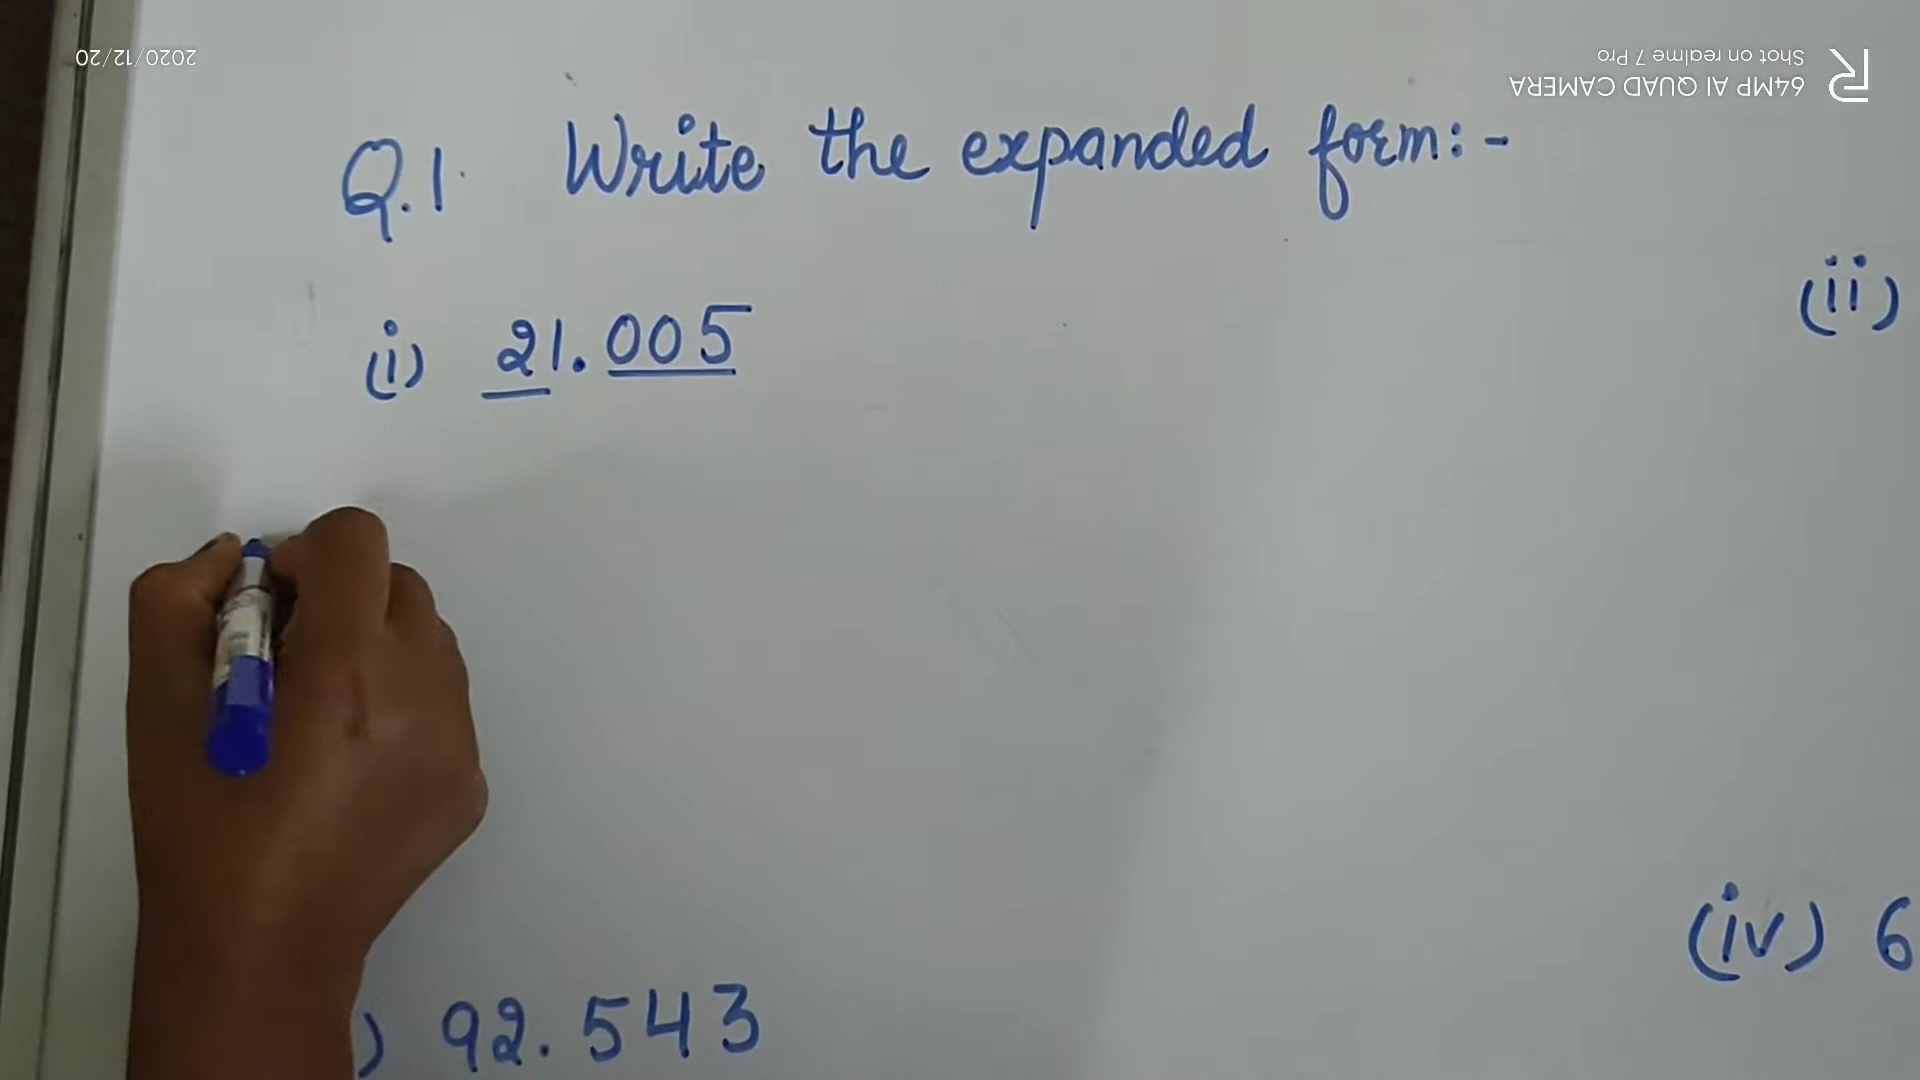 2020/12/20
64MP AI QUAD CAMERA
Shot on realme 7 Pro
Q.1. Write the expanded form:-
(i) 21.005
(ii)
) 92.543
(iv) 6